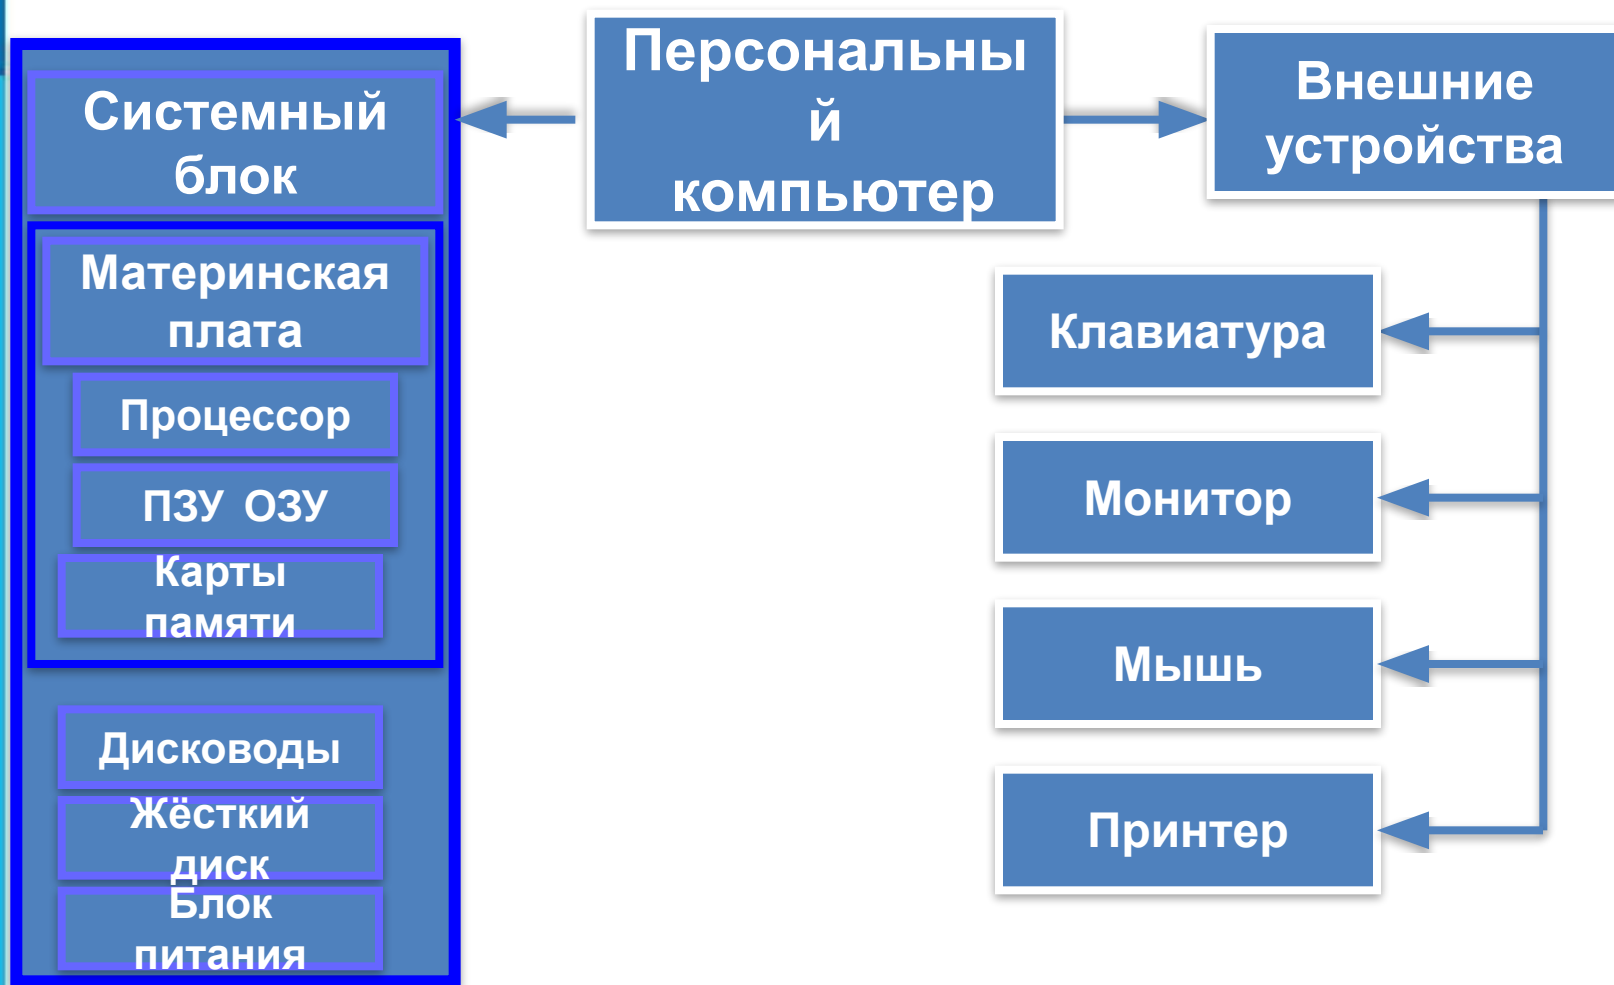 Персональны
й
компьютер
Системный
блок
Материнская
плата
Процессор
ПЗУ ОЗУ
Карты
памяти
Дисководы
Жёсткий
диск
Блок
питания
Внешние
устройства
Клавиатура
Монитор
Мышь
Принтер